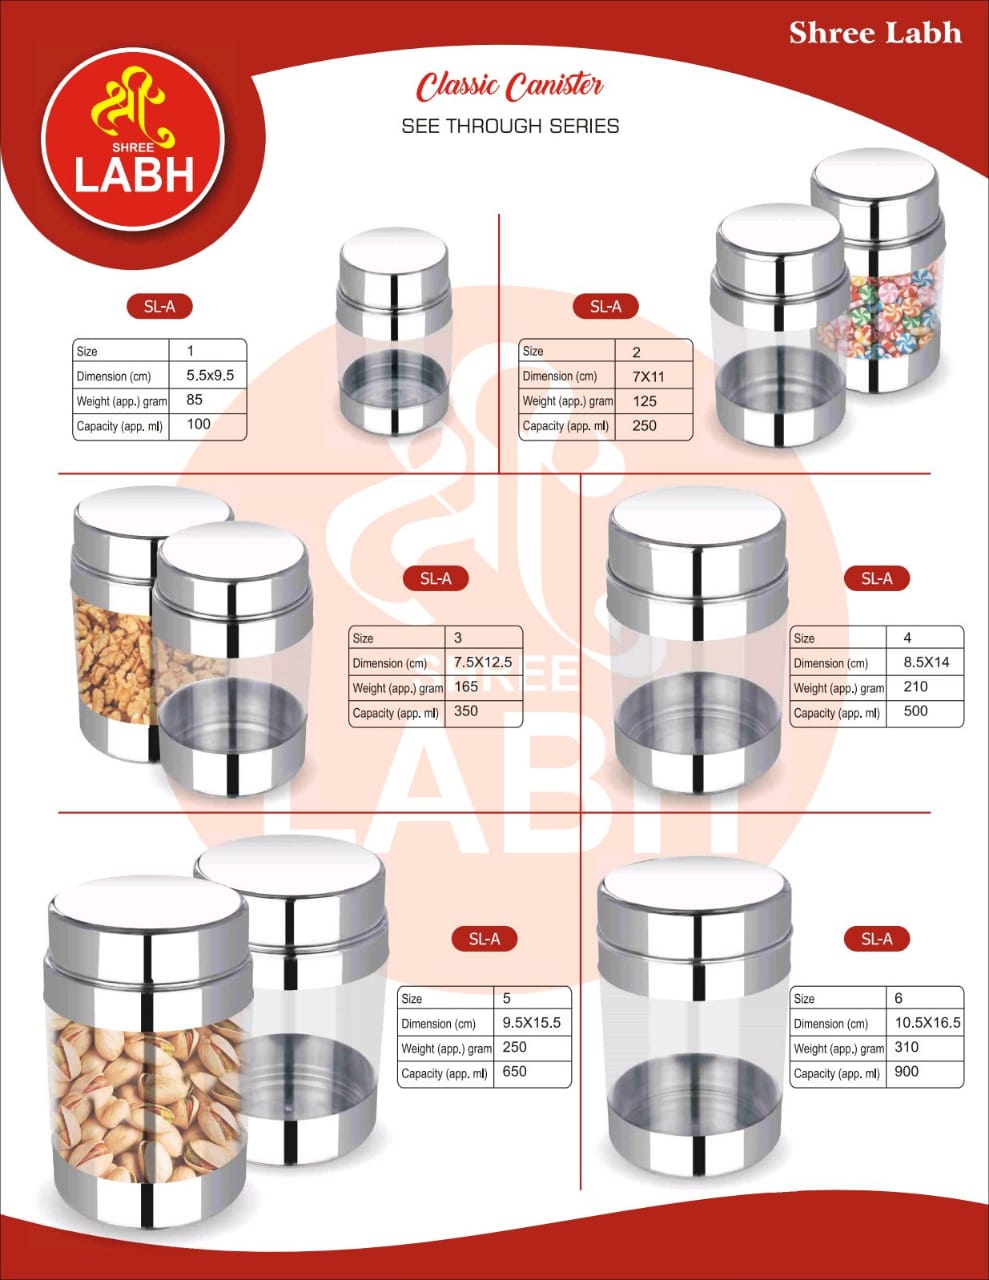 Shree Labh
श्री
SHREE
LABH
Classic Canister
SEE THROUGH SERIES
SL-A
Size 1
Dimension (cm) 5.5x9.5
Weight (app.) gram 85
Capacity (app. ml) 100
SL-A
Size 2
Dimension (cm) 7X11
Weight (app.) gram 125
Capacity (app. ml) 250
SL-A
Size 3
Dimension (cm) 7.5X12.5
Weight (app.) gram 165
Capacity (app. ml) 350
SL-A
Size 4
Dimension (cm) 8.5X14
Weight (app.) gram 210
Capacity (app. ml) 500
श्री
SHREE
LABH
SL-A
Size 5
Dimension (cm) 9.5X15.5
Weight (app.) gram 250
Capacity (app. ml) 650
SL-A
Size 6
Dimension (cm) 10.5X16.5
Weight (app.) gram 310
Capacity (app. ml) 900